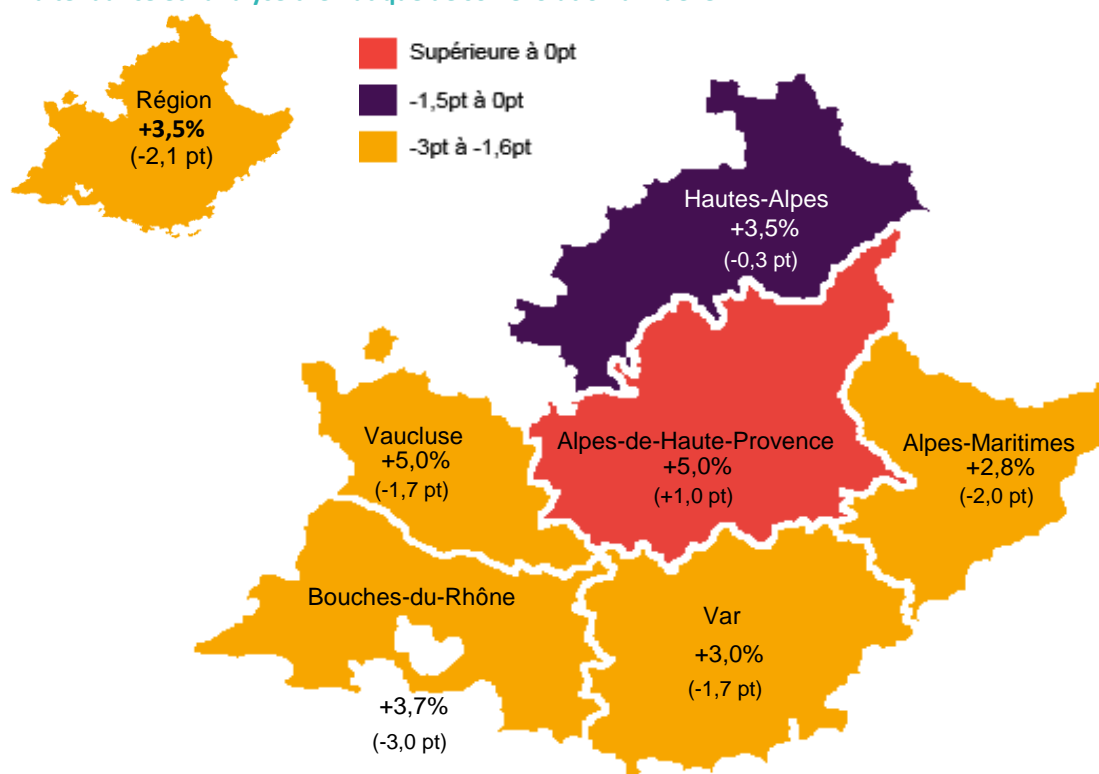 Supérieure à 0pt
-1,5pt à 0pt
-3pt à -1,6pt
Région
+3,5%
(-2,1 pt)
Hautes-Alpes
+3,5%
(-0,3 pt)
Vaucluse
+5,0%
(-1,7 pt)
Alpes-de-Haute-Provence
+5,0%
(+1,0 pt)
Alpes-Maritimes
+2,8%
(-2,0 pt)
Bouches-du-Rhône
+3,7%
(-3,0 pt)
Var
+3,0%
(-1,7 pt)